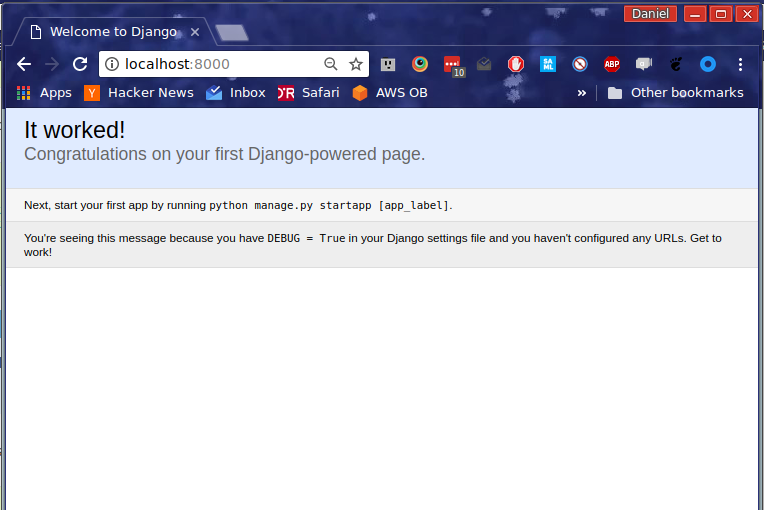 Daniel
Welcome to Django
localhost:8000
10
SA
ML
ABP
Apps
Y Hacker News
Inbox
Safari
AWS OB
»
Other bookmarks
It worked!
Congratulations on your first Django-powered page.
Next, start your first app by running python manage.py startapp [app_label].
You're seeing this message because you have DEBUG = True in your Django settings file and you haven't configured any URLs. Get to
work!